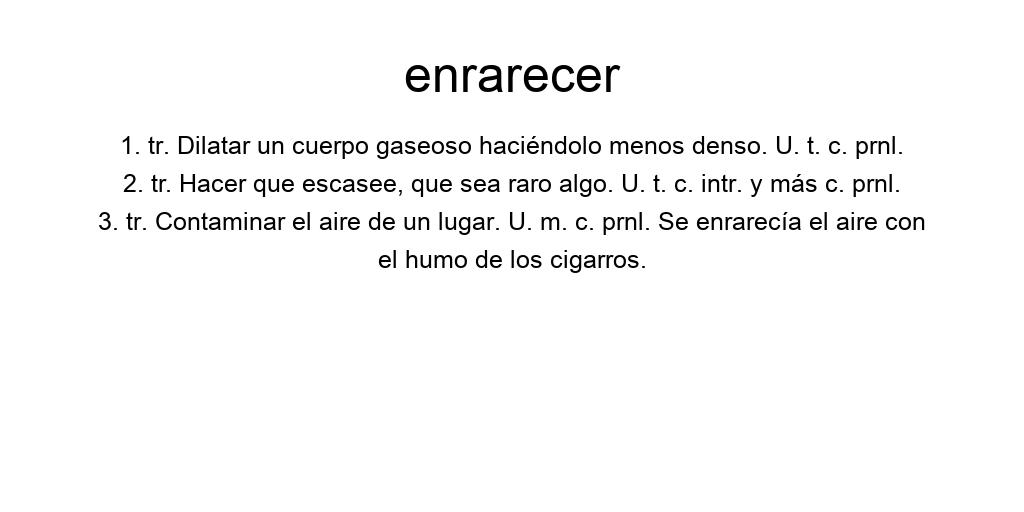 enrarecer
1. tr. Dilatar un cuerpo gaseoso haciéndolo menos denso. U. t. c. prnl.
2. tr. Hacer que escasee, que sea raro algo. U. t. c. intr. y más c. prnl.
3. tr. Contaminar el aire de un lugar. U. m. c. prnl. Se enrarecía el aire con
el humo de los cigarros.